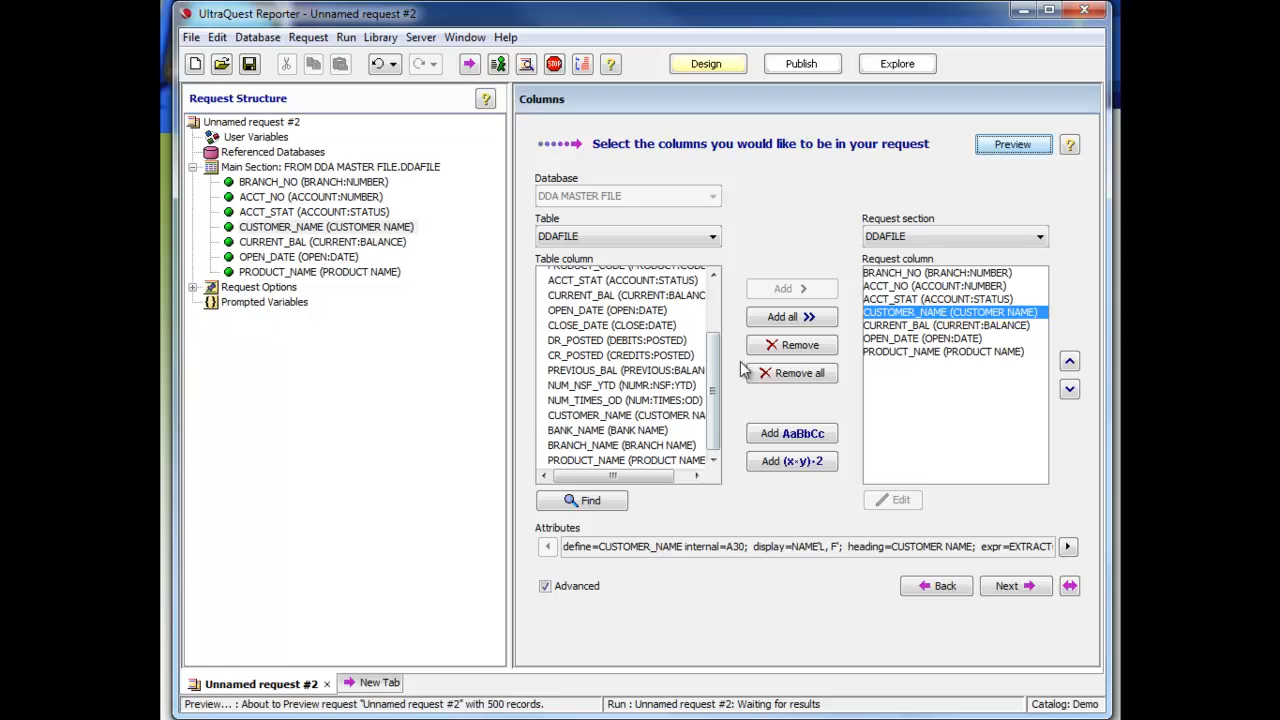 UltraQuest Reporter - Unnamed request #2
File Edit Database Request Run Library Server Window Help
STOP
Design
Publish
Explore
Request Structure
Unnamed request #2
User Variables
Referenced Databases
Main Section: FROM DDA MASTER FILE.DDAFILE
BRANCH_NO (BRANCH:NUMBER)
ACCT_NO (ACCOUNT:NUMBER)
ACCT_STAT (ACCOUNT:STATUS)
CUSTOMER_NAME (CUSTOMER NAME)
CURRENT_BAL (CURRENT:BALANCE)
OPEN_DATE (OPEN:DATE)
PRODUCT_NAME (PRODUCT NAME)
Request Options
Prompted Variables
Columns
Select the columns you would like to be in your request
Preview
Database
DDA MASTER FILE
Table
DDAFILE
Table column
PRODUCT_CODE (PRODUCT:CODE
ACCT_STAT (ACCOUNT:STATUS)
CURRENT_BAL (CURRENT:BALANC
OPEN_DATE (OPEN:DATE)
CLOSE_DATE (CLOSE:DATE)
DR_POSTED (DEBITS:POSTED)
CR_POSTED (CREDITS:POSTED)
PREVIOUS_BAL (PREVIOUS:BALAN
NUM_NSF_YTD (NUMR:NSF:YTD)
NUM_TIMES_OD (NUM:TIMES:OD)
CUSTOMER_NAME (CUSTOMER NA
BANK_NAME (BANK NAME)
BRANCH_NAME (BRANCH NAME)
PRODUCT_NAME (PRODUCT NAME
Find
Add >
Add all
Remove
Remove all
Add AaBbCc
Add (x·y)·2
Request section
DDAFILE
Request column
BRANCH_NO (BRANCH:NUMBER)
ACCT_NO (ACCOUNT:NUMBER)
ACCT_STAT (ACCOUNT:STATUS)
CUSTOMER_NAME (CUSTOMER NAME)
CURRENT_BAL (CURRENT:BALANCE)
OPEN_DATE (OPEN:DATE)
PRODUCT_NAME (PRODUCT NAME)
Edit
Attributes
define=CUSTOMER_NAME internal=A30; display=NAME'L, F'; heading=CUSTOMER NAME; expr=EXTRACT(
Advanced
Back
Next
Unnamed request #2 ×
New Tab
Preview... : About to Preview request "Unnamed request #2" with 500 records.
Run : Unnamed request #2: Waiting for results
Catalog: Demo